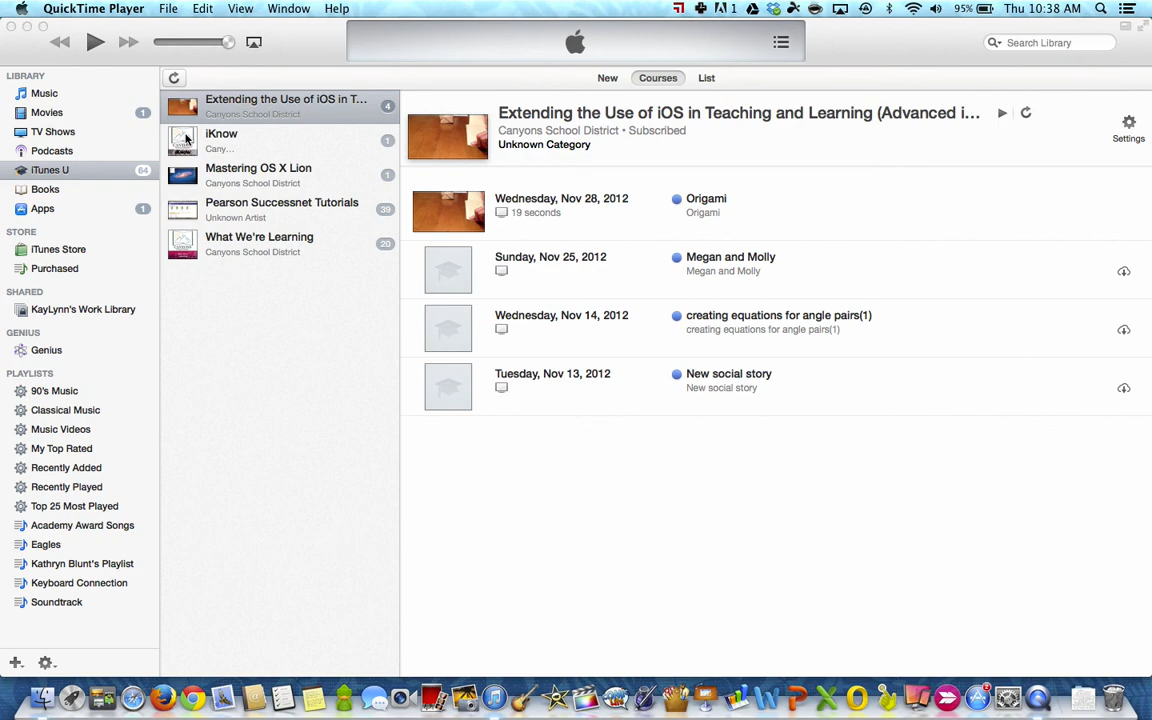 QuickTime Player File Edit View Window Help
1 95% Thu 10:38 AM
Search Library
LIBRARY
Music
Movies 1
TV Shows
Podcasts
iTunes U 64
Books
Apps 1
STORE
iTunes Store
Purchased
SHARED
KayLynn's Work Library
GENIUS
Genius
PLAYLISTS
90's Music
Classical Music
Music Videos
My Top Rated
Recently Added
Recently Played
Top 25 Most Played
Academy Award Songs
Eagles
Kathryn Blunt's Playlist
Keyboard Connection
Soundtrack
New Courses List
Extending the Use of iOS in T... 4
Canyons School District
iKnow 1
Cany...
Mastering OS X Lion 1
Canyons School District
Pearson Successnet Tutorials 39
Unknown Artist
What We're Learning 20
Canyons School District
Extending the Use of iOS in Teaching and Learning (Advanced i...
Canyons School District • Subscribed
Unknown Category
Settings
Wednesday, Nov 28, 2012 Origami
19 seconds Origami
Sunday, Nov 25, 2012 Megan and Molly
Megan and Molly
Wednesday, Nov 14, 2012 creating equations for angle pairs(1)
creating equations for angle pairs(1)
Tuesday, Nov 13, 2012 New social story
New social story